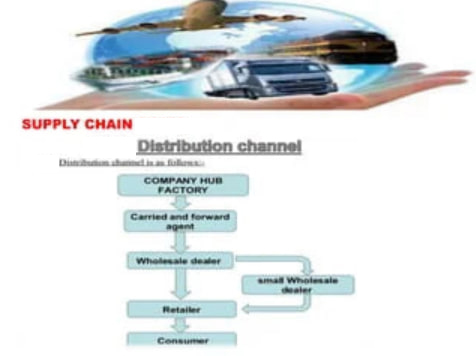 SUPPLY CHAIN
Distribution channel
Distribution channel is as follows:-
COMPANY HUB
FACTORY
Carried and forward
agent
Wholesale dealer
small Wholesale
dealer
Retailer
Consumer